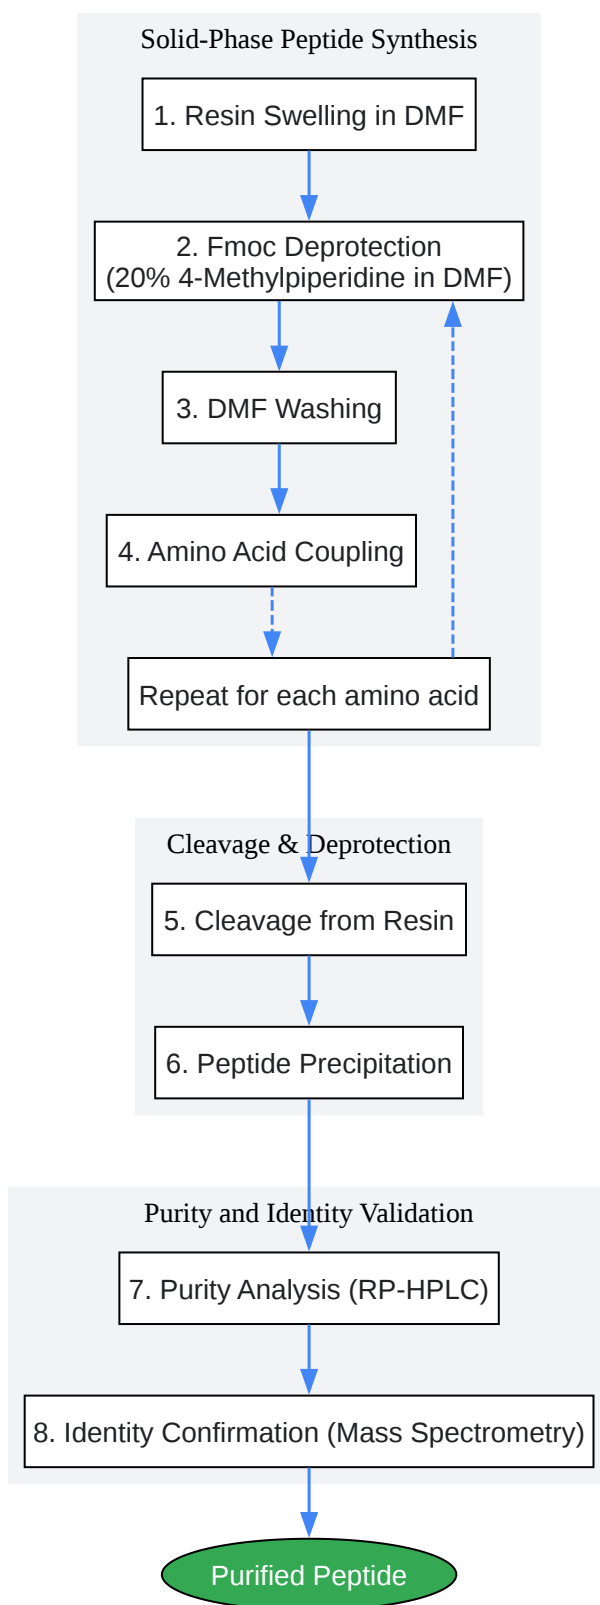 Solid-Phase Peptide Synthesis
1. Resin Swelling in DMF
2. Fmoc Deprotection
(20% 4-Methylpiperidine in DMF)
3. DMF Washing
4. Amino Acid Coupling
Repeat for each amino acid
Cleavage & Deprotection
5. Cleavage from Resin
6. Peptide Precipitation
Purity and Identity Validation
7. Purity Analysis (RP-HPLC)
8. Identity Confirmation (Mass Spectrometry)
Purified Peptide